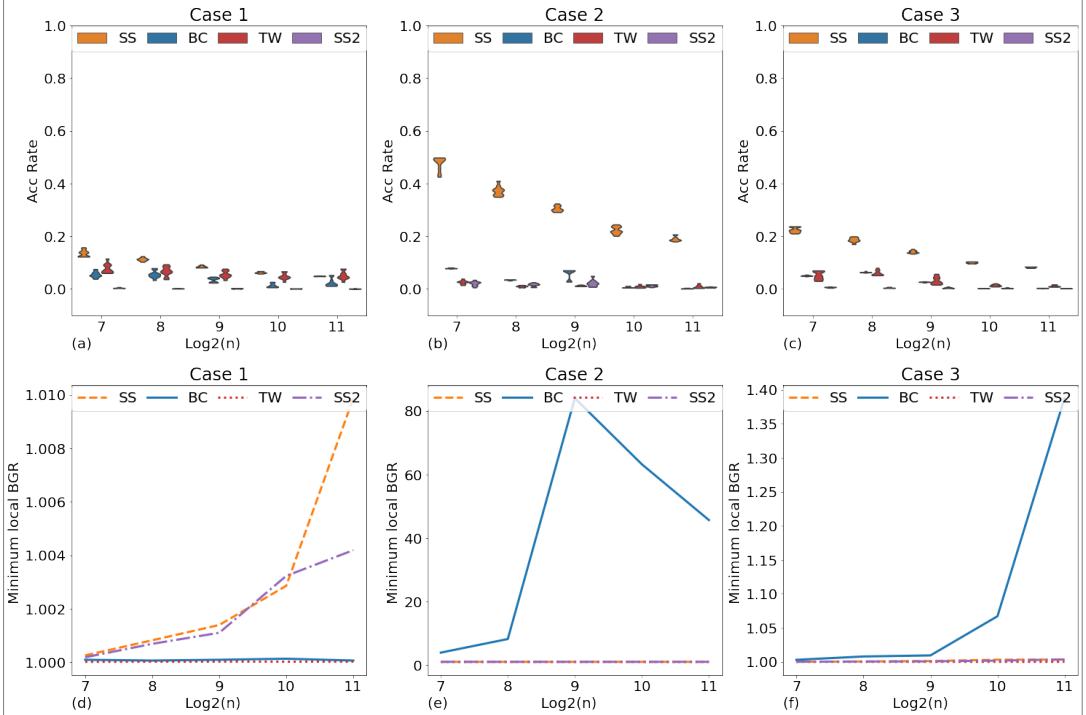 Case 1
SS BC TW SS2
1.0
0.8
0.6
0.4
0.2
0.0
Acc Rate
7 8 9 10 11
(a) Log2(n)
Case 2
SS BC TW SS2
1.0
0.8
0.6
0.4
0.2
0.0
Acc Rate
7 8 9 10 11
(b) Log2(n)
Case 3
SS BC TW SS2
1.0
0.8
0.6
0.4
0.2
0.0
Acc Rate
7 8 9 10 11
(c) Log2(n)
Case 1
SS BC TW SS2
1.010
1.008
1.006
1.004
1.002
1.000
Minimum local BGR
7 8 9 10 11
(d) Log2(n)
Case 2
SS BC TW SS2
80
60
40
20
0
Minimum local BGR
7 8 9 10 11
(e) Log2(n)
Case 3
SS BC TW SS2
1.40
1.35
1.30
1.25
1.20
1.15
1.10
1.05
1.00
Minimum local BGR
7 8 9 10 11
(f) Log2(n)